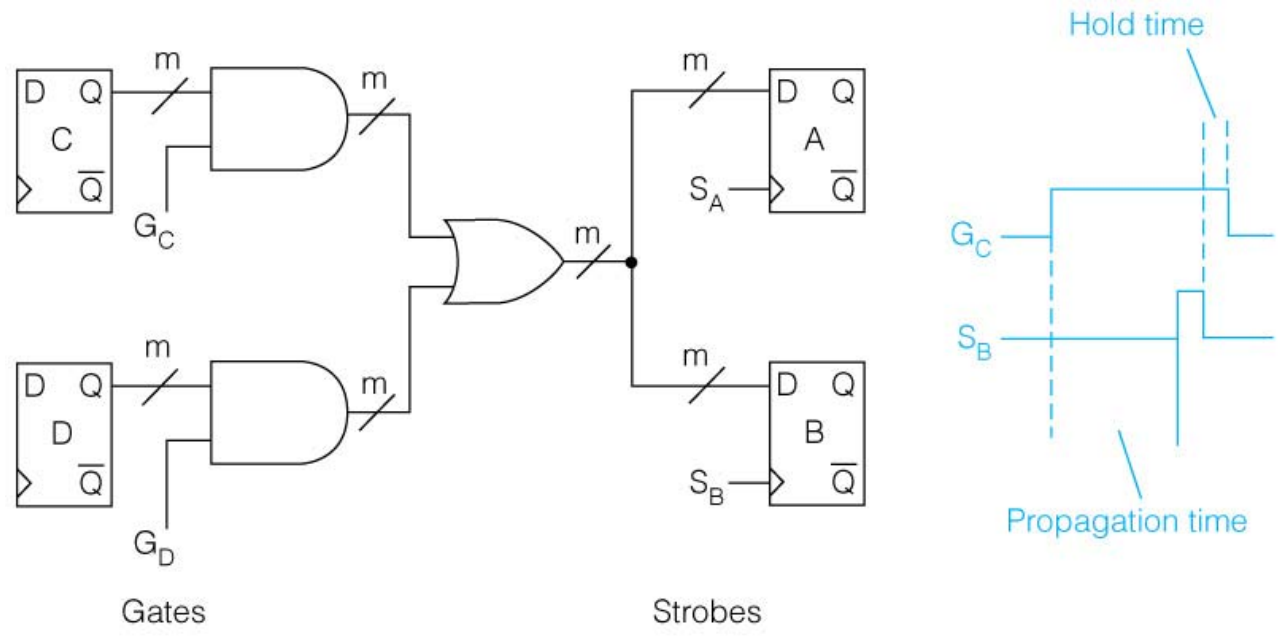 m
m
D Q
C
Q̅
G_C
m
D Q
A
Q̅
S_A
m
m
m
D Q
D
Q̅
G_D
m
D Q
B
Q̅
S_B
Gates
Strobes
Hold time
G_C
S_B
Propagation time